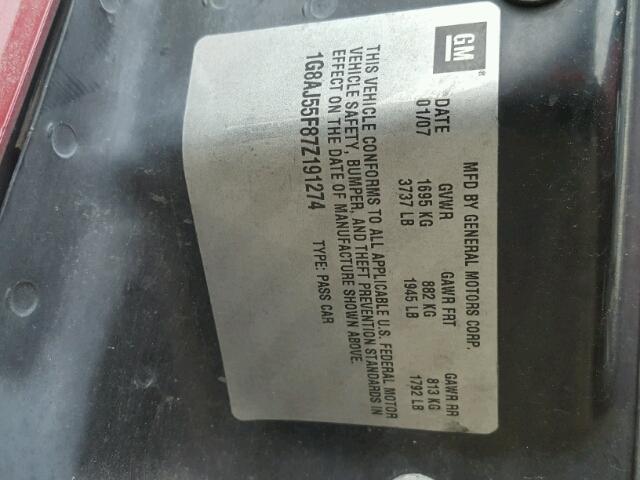 GM®
MFD BY GENERAL MOTORS CORP.
DATE GVWR GAWR FRT GAWR RR
01/07 1695 KG 882 KG 813 KG
3737 LB 1945 LB 1792 LB
THIS VEHICLE CONFORMS TO ALL APPLICABLE U.S. FEDERAL MOTOR
VEHICLE SAFETY, BUMPER, AND THEFT PREVENTION STANDARDS IN
EFFECT ON THE DATE OF MANUFACTURE SHOWN ABOVE.
1G8AJ55F87Z191274 TYPE: PASS CAR